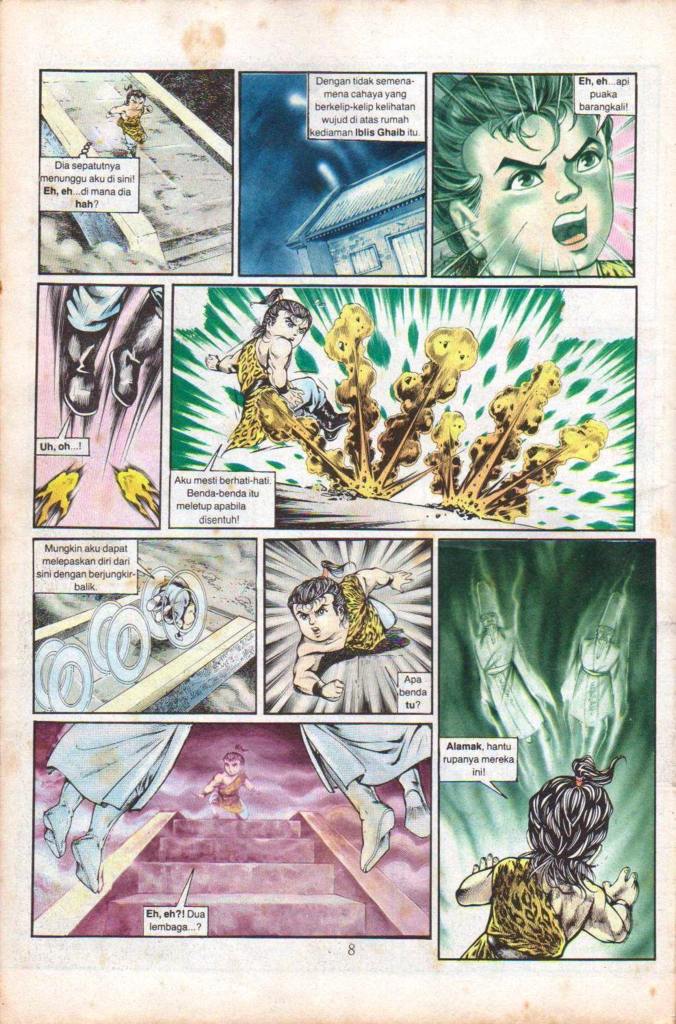 Dia sepatutnya
menunggu aku di sini!
Eh, eh...di mana dia
hah?
Dengan tidak semena-
mena cahaya yang
berkelip-kelip kelihatan
wujud di atas rumah
kediaman Iblis Ghaib itu.
Eh, eh...api
puaka
barangkali!
Uh, oh...!
Aku mesti berhati-hati.
Benda-benda itu
meletup apabila
disentuh!
Mungkin aku dapat
melepaskan diri dari
sini dengan berjungkir-
balik.
Apa
benda
tu?
Eh, eh?! Dua
lembaga...?
Alamak, hantu
rupanya mereka
ini!
8